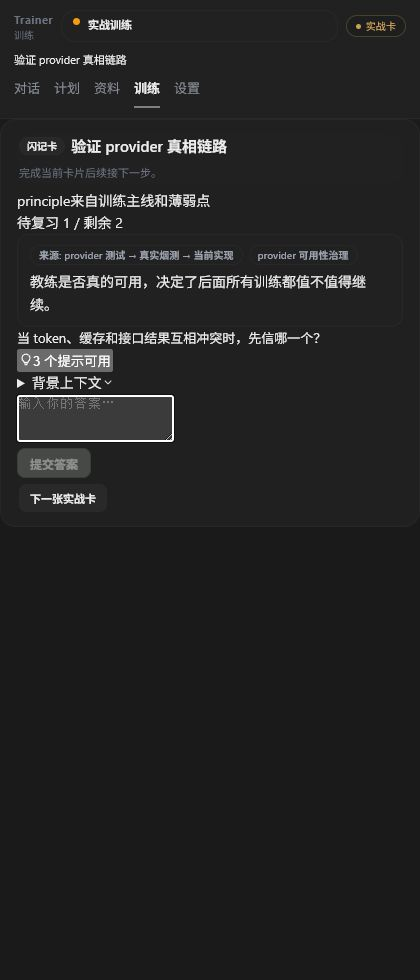 Trainer
训练
实战训练
实战卡
验证 provider 真相链路
对话 计划 资料 训练 设置
闪记卡 验证 provider 真相链路
完成当前卡片后续接下一步。
principle来自训练主线和薄弱点
待复习 1 / 剩余 2
来源: provider 测试 → 真实烟测 → 当前实现 provider 可用性治理
教练是否真的可用，决定了后面所有训练都值不值得继
续。
当 token、缓存和接口结果互相冲突时，先信哪一个？
3 个提示可用
背景上下文
输入你的答案…
提交答案
下一张实战卡